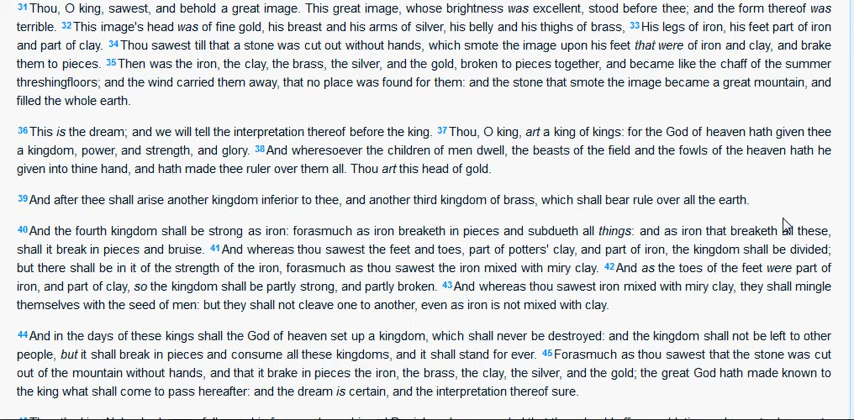 31Thou, O king, sawest, and behold a great image. This great image, whose brightness was excellent, stood before thee; and the form thereof was
terrible. 32This image's head was of fine gold, his breast and his arms of silver, his belly and his thighs of brass, 33His legs of iron, his feet part of iron
and part of clay. 34Thou sawest till that a stone was cut out without hands, which smote the image upon his feet that were of iron and clay, and brake
them to pieces. 35Then was the iron, the clay, the brass, the silver, and the gold, broken to pieces together, and became like the chaff of the summer
threshingfloors; and the wind carried them away, that no place was found for them: and the stone that smote the image became a great mountain, and
filled the whole earth.
36This is the dream; and we will tell the interpretation thereof before the king. 37Thou, O king, art a king of kings: for the God of heaven hath given thee
a kingdom, power, and strength, and glory. 38And wheresoever the children of men dwell, the beasts of the field and the fowls of the heaven hath he
given into thine hand, and hath made thee ruler over them all. Thou art this head of gold.
39And after thee shall arise another kingdom inferior to thee, and another third kingdom of brass, which shall bear rule over all the earth.
40And the fourth kingdom shall be strong as iron: forasmuch as iron breaketh in pieces and subdueth all things: and as iron that breaketh all these,
shall it break in pieces and bruise. 41And whereas thou sawest the feet and toes, part of potters' clay, and part of iron, the kingdom shall be divided;
but there shall be in it of the strength of the iron, forasmuch as thou sawest the iron mixed with miry clay. 42And as the toes of the feet were part of
iron, and part of clay, so the kingdom shall be partly strong, and partly broken. 43And whereas thou sawest iron mixed with miry clay, they shall mingle
themselves with the seed of men: but they shall not cleave one to another, even as iron is not mixed with clay.
44And in the days of these kings shall the God of heaven set up a kingdom, which shall never be destroyed: and the kingdom shall not be left to other
people, but it shall break in pieces and consume all these kingdoms, and it shall stand for ever. 45Forasmuch as thou sawest that the stone was cut
out of the mountain without hands, and that it brake in pieces the iron, the brass, the clay, the silver, and the gold; the great God hath made known to
the king what shall come to pass hereafter: and the dream is certain, and the interpretation thereof sure.